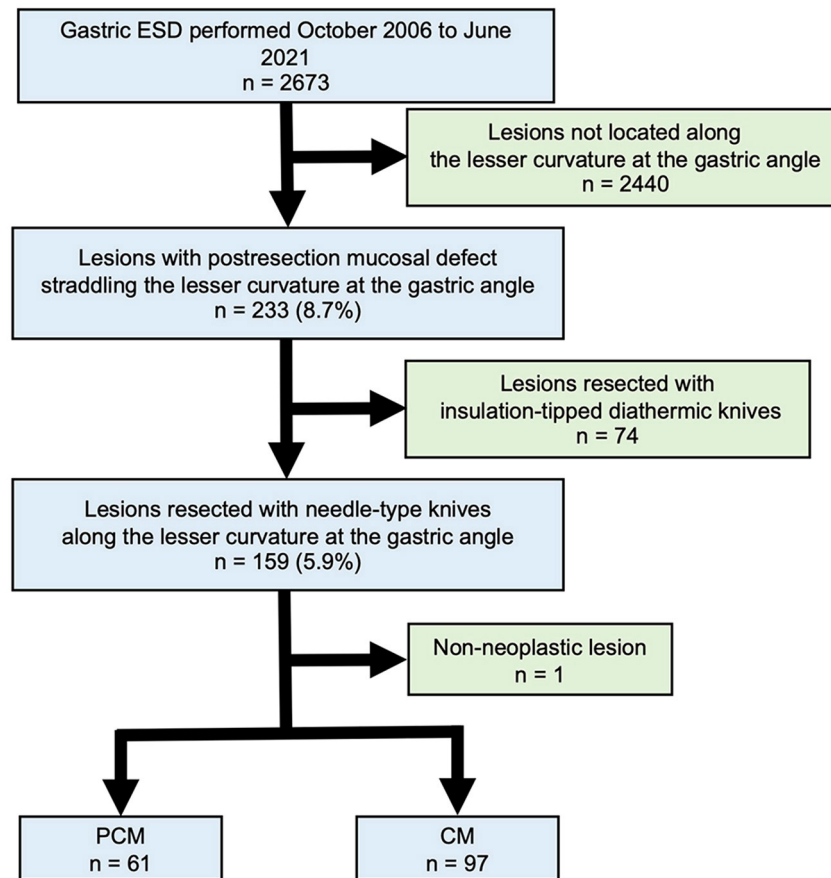 Gastric ESD performed October 2006 to June
2021
n = 2673
Lesions not located along
the lesser curvature at the gastric angle
n = 2440
Lesions with postresection mucosal defect
straddling the lesser curvature at the gastric angle
n = 233 (8.7%)
Lesions resected with
insulation-tipped diathermic knives
n = 74
Lesions resected with needle-type knives
along the lesser curvature at the gastric angle
n = 159 (5.9%)
Non-neoplastic lesion
n = 1
PCM
n = 61
CM
n = 97